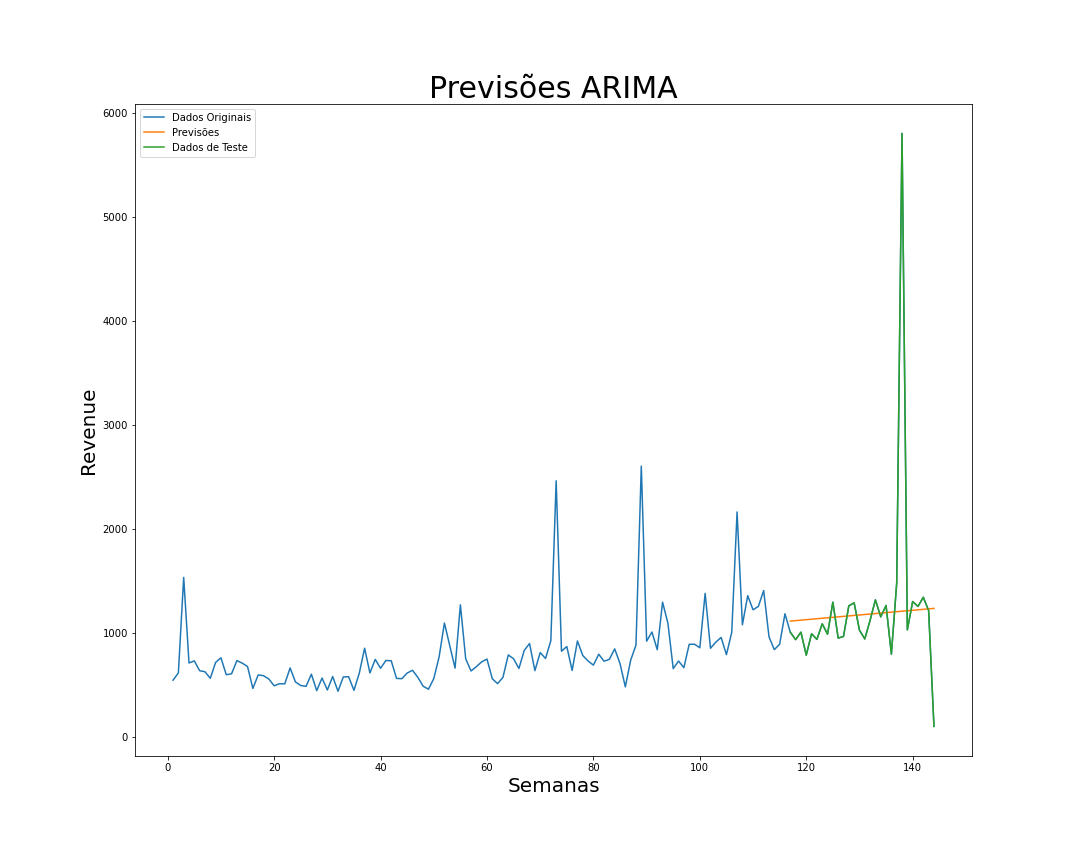 Previsões ARIMA
Dados Originais
Previsões
Dados de Teste
Revenue
6000
5000
4000
3000
2000
1000
0
0 20 40 60 80 100 120 140
Semanas